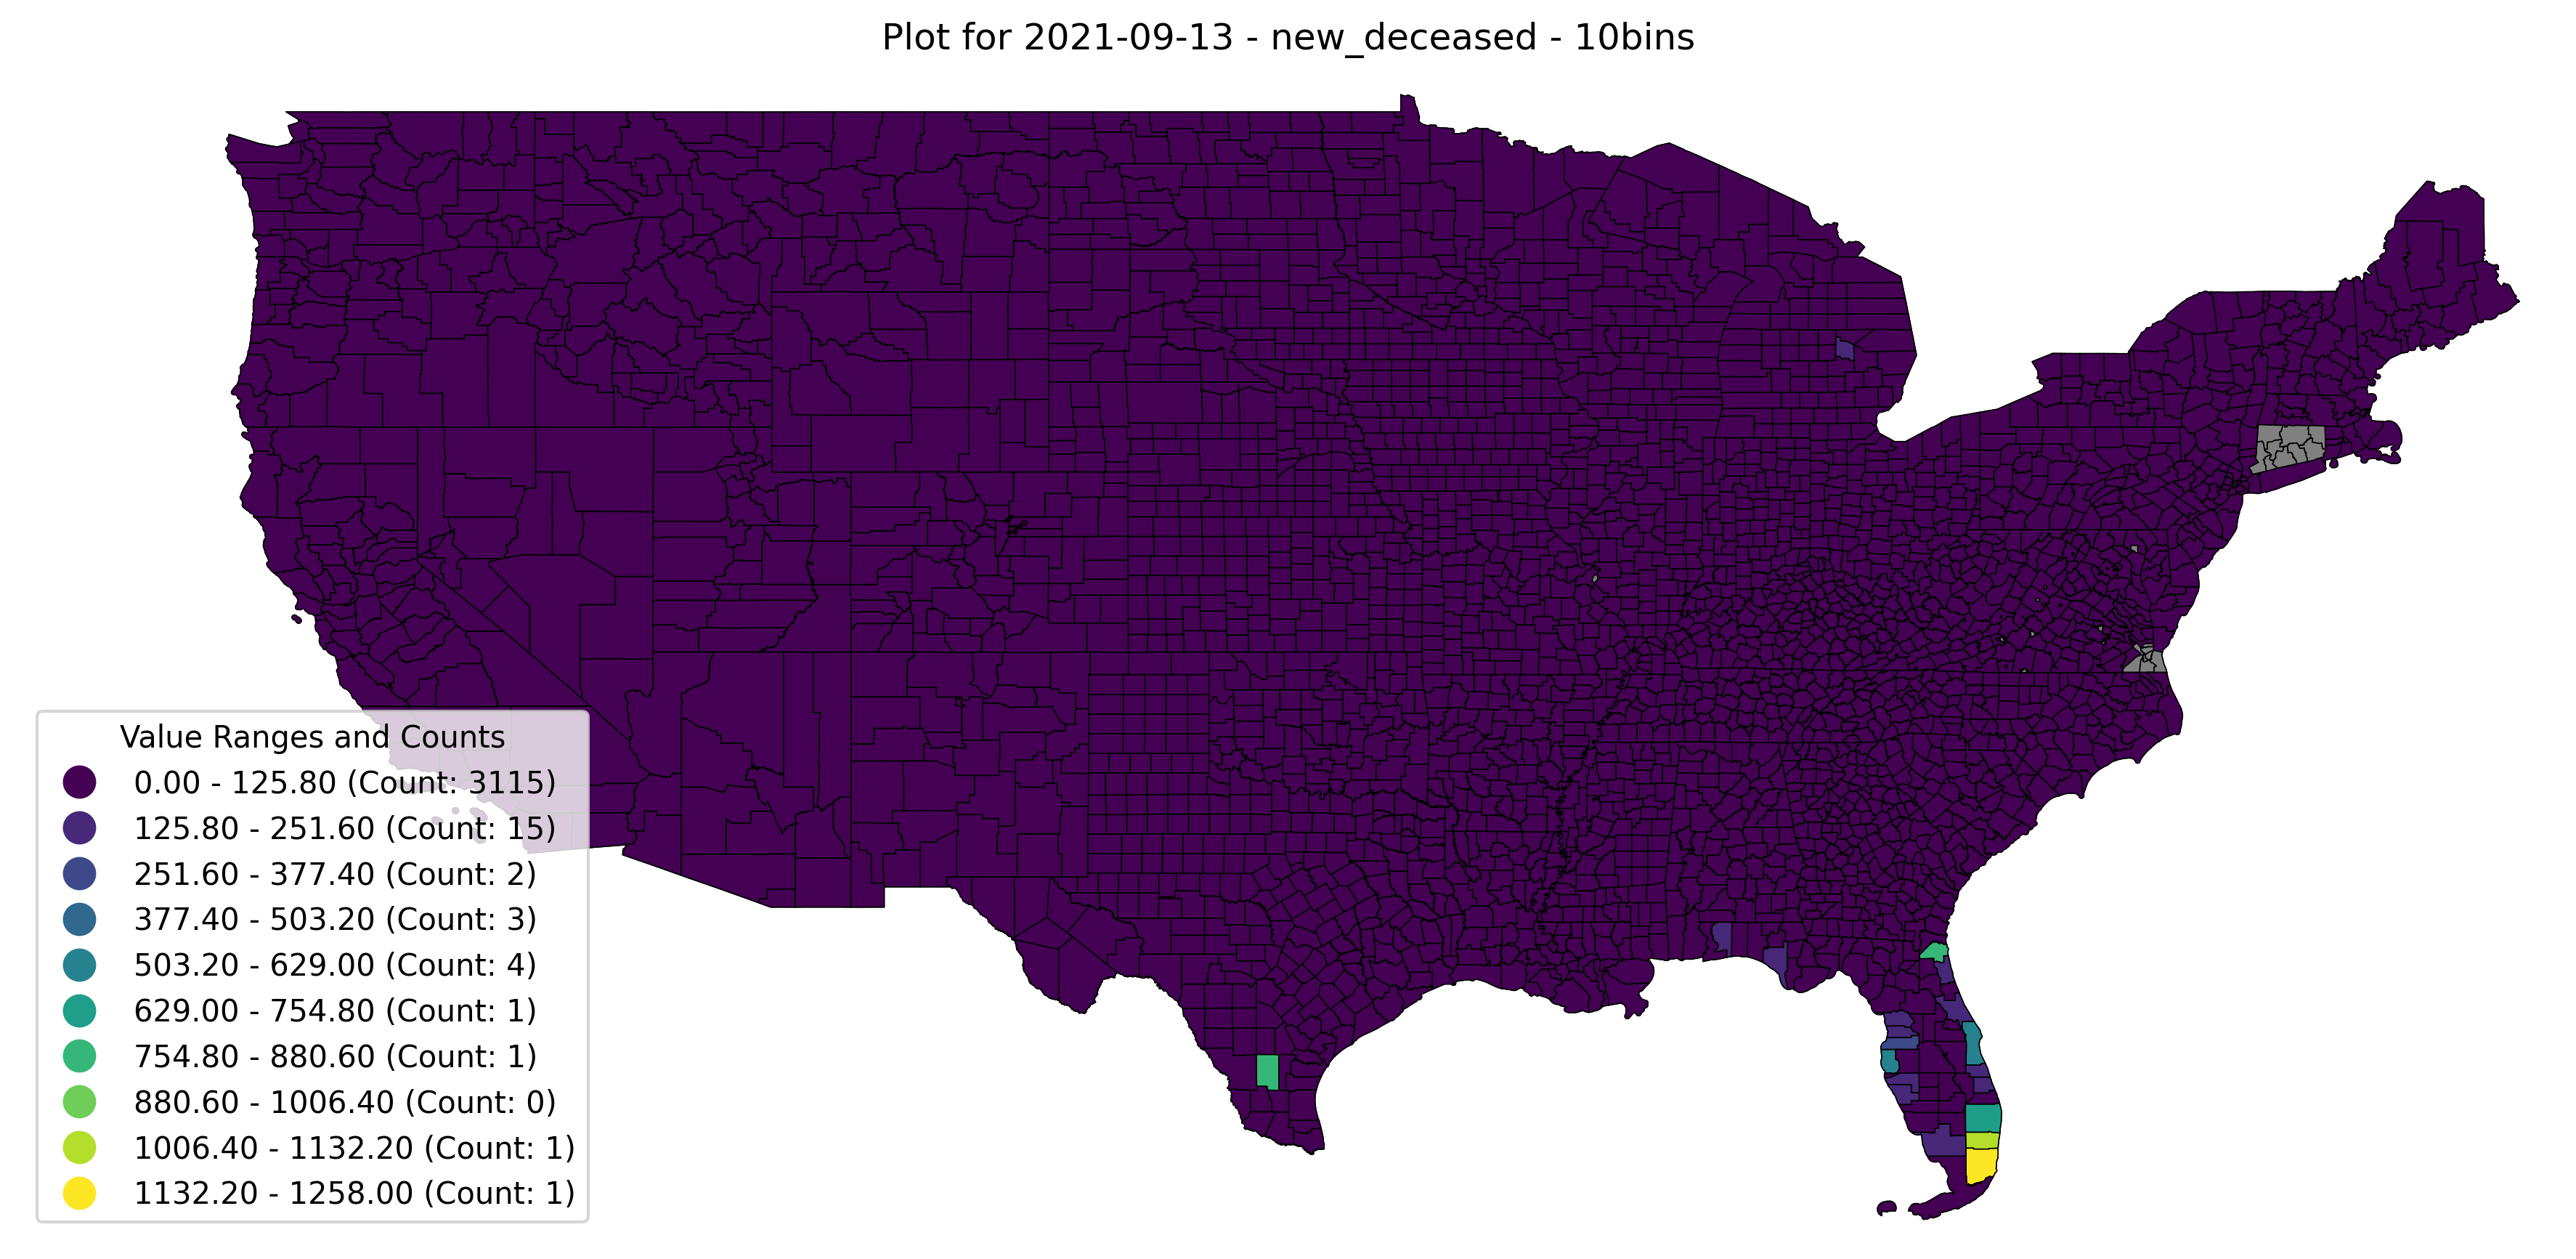 Plot for 2021-09-13 - new_deceased - 10bins
Value Ranges and Counts
0.00 - 125.80 (Count: 3115)
125.80 - 251.60 (Count: 15)
251.60 - 377.40 (Count: 2)
377.40 - 503.20 (Count: 3)
503.20 - 629.00 (Count: 4)
629.00 - 754.80 (Count: 1)
754.80 - 880.60 (Count: 1)
880.60 - 1006.40 (Count: 0)
1006.40 - 1132.20 (Count: 1)
1132.20 - 1258.00 (Count: 1)